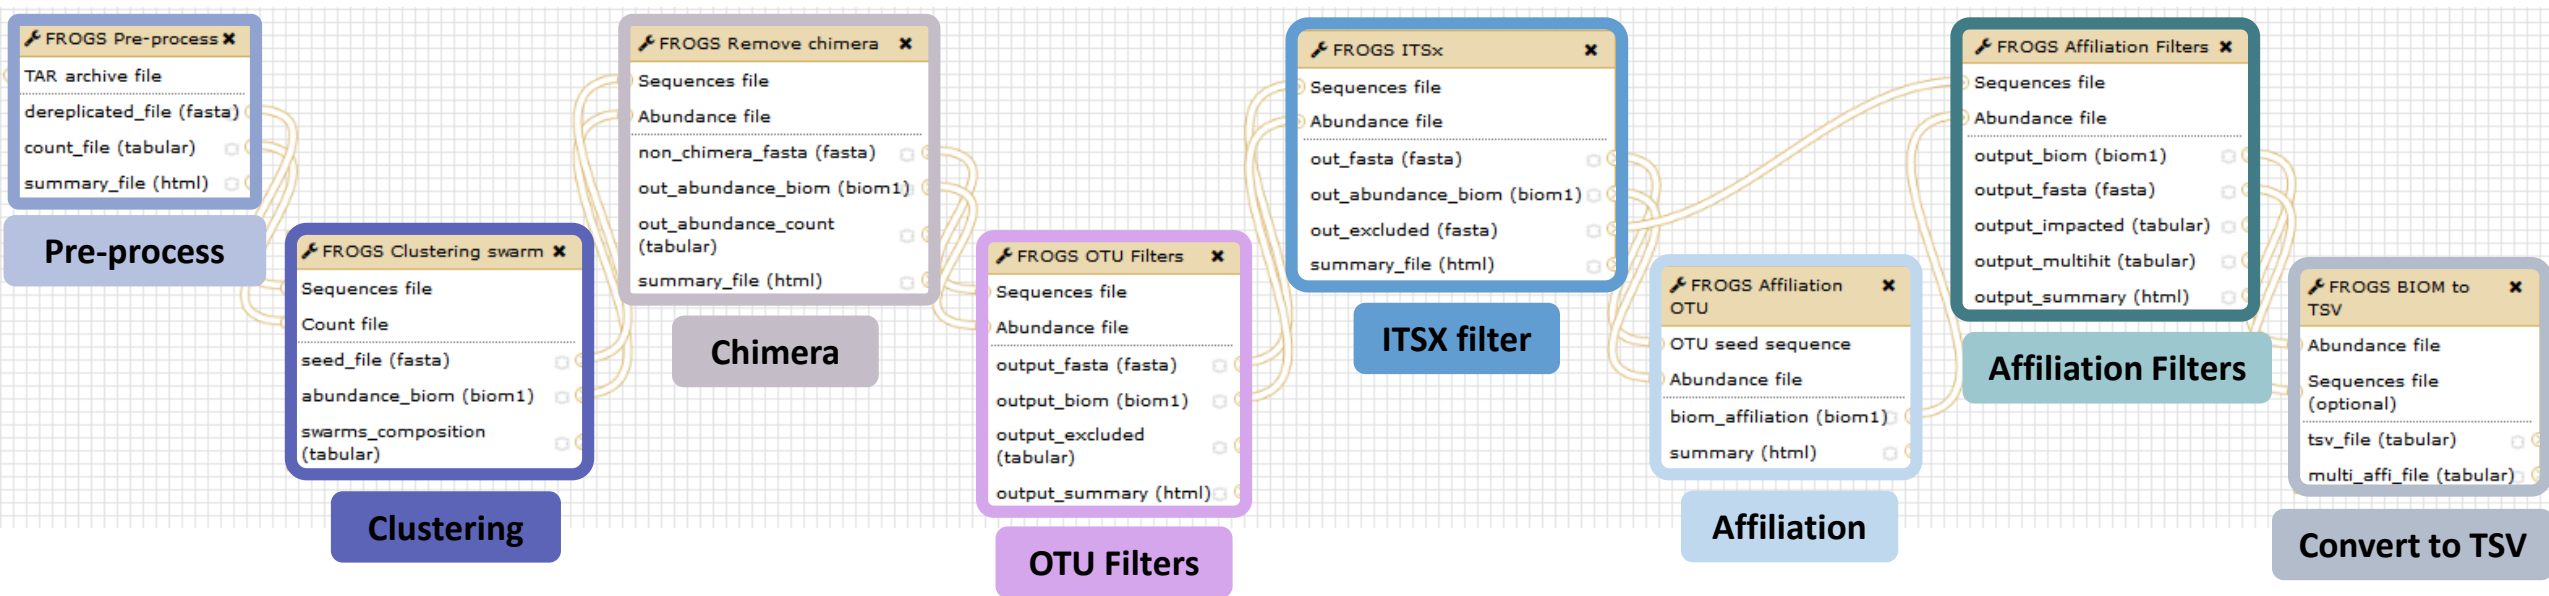 FROGS Pre-process
TAR archive file
dereplicated_file (fasta)
count_file (tabular)
summary_file (html)
Pre-process
FROGS Clustering swarm
Sequences file
Count file
seed_file (fasta)
abundance_biom (biom1)
swarms_composition
(tabular)
Clustering
FROGS Remove chimera
Sequences file
Abundance file
non_chimera_fasta (fasta)
out_abundance_biom (biom1)
out_abundance_count
(tabular)
summary_file (html)
Chimera
FROGS OTU Filters
Sequences file
Abundance file
output_fasta (fasta)
output_biom (biom1)
output_excluded
(tabular)
output_summary (html)
OTU Filters
FROGS ITSx
Sequences file
Abundance file
out_fasta (fasta)
out_abundance_biom (biom1)
out_excluded (fasta)
summary_file (html)
ITSX filter
FROGS Affiliation
OTU
OTU seed sequence
Abundance file
biom_affiliation (biom1)
summary (html)
Affiliation
FROGS Affiliation Filters
Sequences file
Abundance file
output_biom (biom1)
output_fasta (fasta)
output_impacted (tabular)
output_multihit (tabular)
output_summary (html)
Affiliation Filters
FROGS BIOM to
TSV
Abundance file
Sequences file
(optional)
tsv_file (tabular)
multi_affi_file (tabular)
Convert to TSV